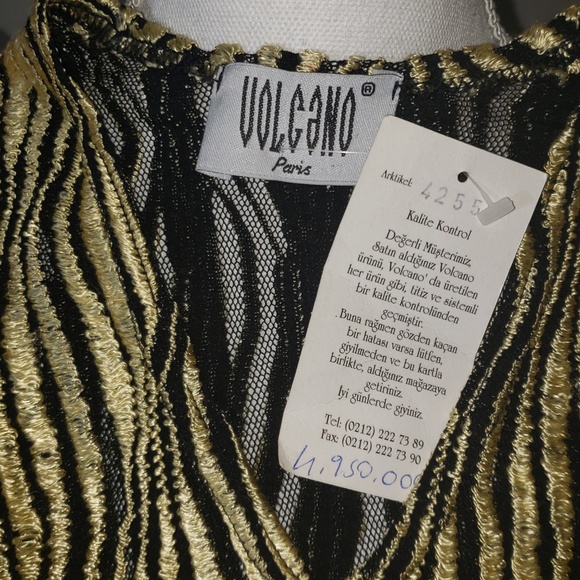 VOLCANO ®
Paris
Arktikel: 4255
Kalite Kontrol
Değerli Müşterimiz
Satın aldığınız Volcano
ürünü, Volcano'da üretilen
her ürün gibi, titiz ve sistemli
bir kalite kontrolünden
geçmiştir.
Buna rağmen gözden kaçan
bir hatası varsa lütfen,
giyilmeden ve bu kartla
birlikte, aldığınız mağazaya
getiriniz.
İyi günlerde giyiniz.
Tel: (0212) 222 73 89
Fax: (0212) 222 73 90
4.950.000